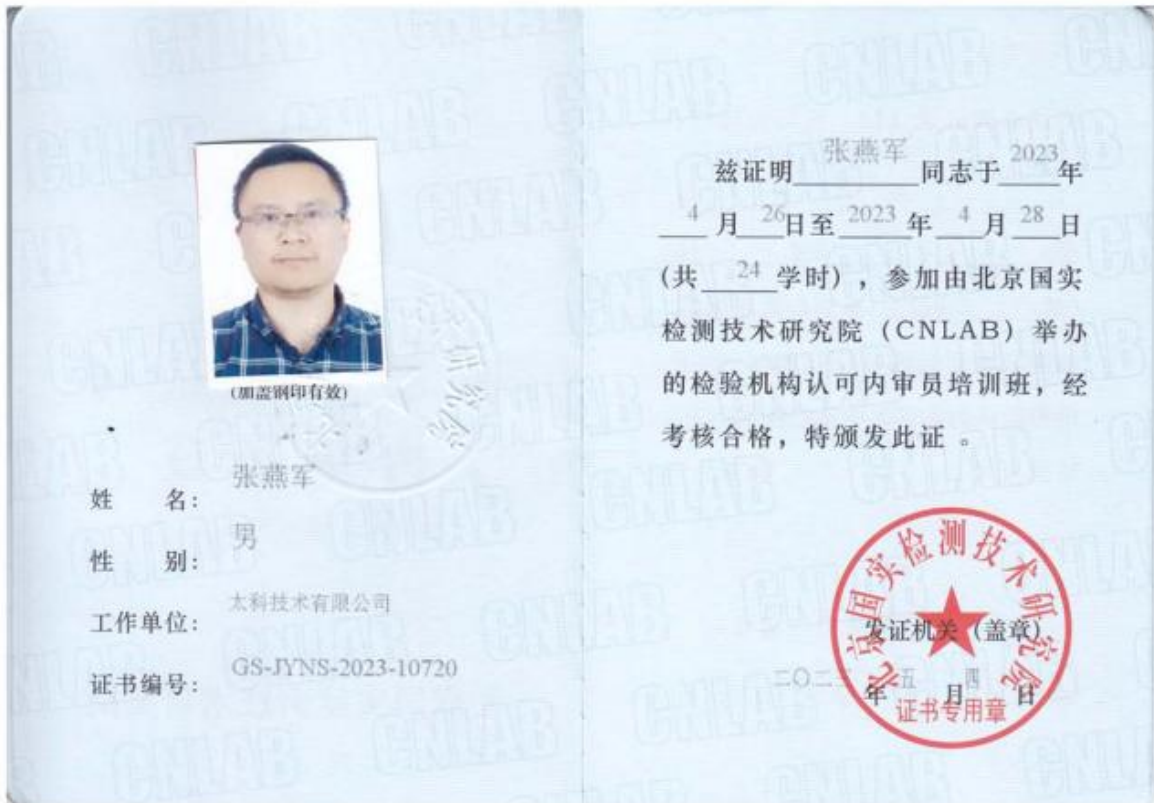 (加盖钢印有效)
姓 名: 张燕军
性 别: 男
工作单位: 太科技术有限公司
证书编号: GS-JYNS-2023-10720
兹证明 张燕军 同志于 2023 年
4 月 26 日至 2023 年 4 月 28 日
(共 24 学时) ,参加由北京国实
检测技术研究院 (CNLAB) 举办
的检验机构认可内审员培训班, 经
考核合格, 特颁发此证 。
北京国实检测技术研究院
发证机关 (盖章)
二〇二 年 五 月 四 日
证书专用章
CNLAB